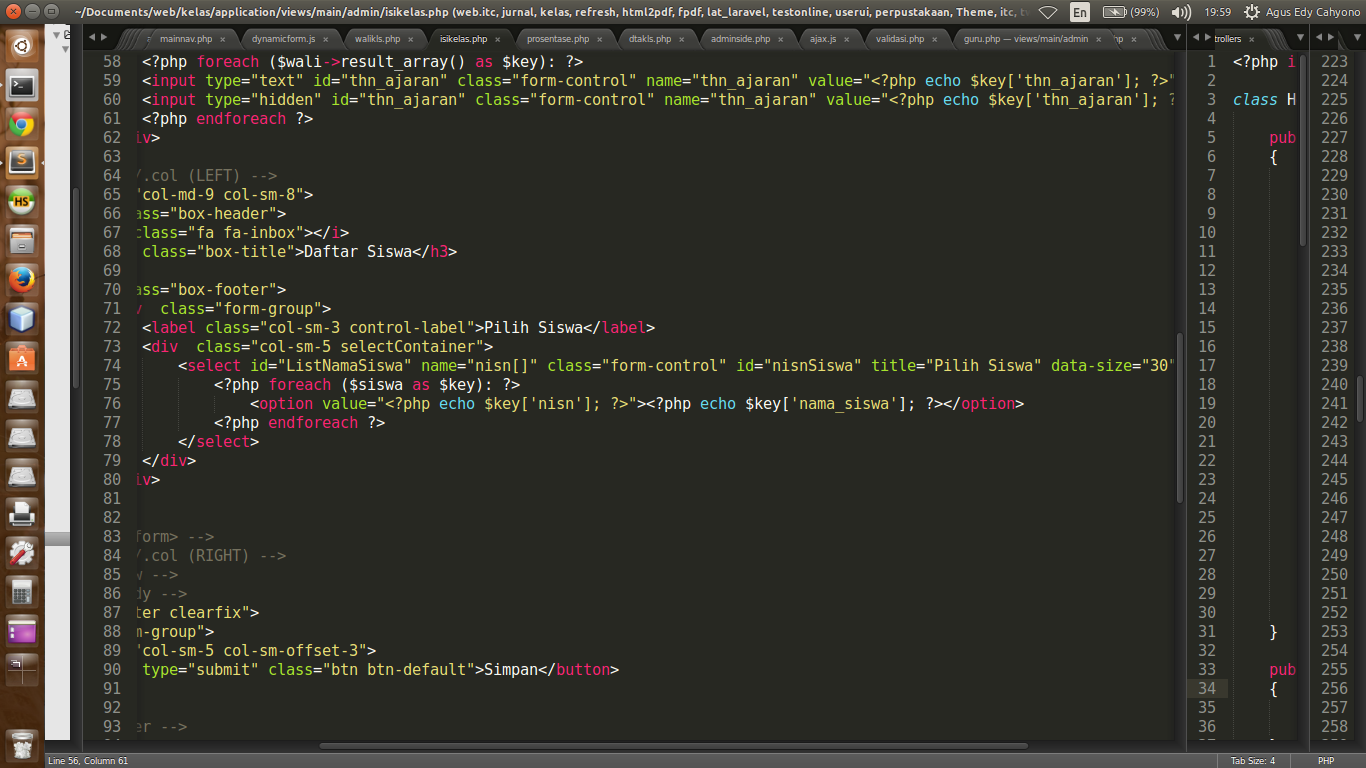 ~/Documents/web/kelas/application/views/main/admin/isikelas.php (web.itc, jurnal, kelas, refresh, html2pdf, fpdf, lat_laravel, testonline, userui, perpustakaan, Theme, itc,
En
(99%)
19:59
Agus Edy Cahyono
mainnav.php ×
dynamicform.js ×
walikls.php ×
isikelas.php ×
prosentase.php ×
dtakls.php ×
adminside.php ×
ajax.js ×
validasi.php ×
guru.php — views/main/admin ×
trollers ×
58 <?php foreach ($wali->result_array() as $key): ?>
59 <input type="text" id="thn_ajaran" class="form-control" name="thn_ajaran" value="<?php echo $key['thn_ajaran']; ?>"
60 <input type="hidden" id="thn_ajaran" class="form-control" name="thn_ajaran" value="<?php echo $key['thn_ajaran']; ?
61 <?php endforeach ?>
62 iv>
63
64 /.col (LEFT) -->
65 "col-md-9 col-sm-8">
66 ass="box-header">
67 class="fa fa-inbox"></i>
68 class="box-title">Daftar Siswa</h3>
69
70 ass="box-footer">
71 v class="form-group">
72 <label class="col-sm-3 control-label">Pilih Siswa</label>
73 <div class="col-sm-5 selectContainer">
74 <select id="ListNamaSiswa" name="nisn[]" class="form-control" id="nisnSiswa" title="Pilih Siswa" data-size="30"
75 <?php foreach ($siswa as $key): ?>
76 <option value="<?php echo $key['nisn']; ?>"><?php echo $key['nama_siswa']; ?></option>
77 <?php endforeach ?>
78 </select>
79 </div>
80 iv>
81
82
83 form> -->
84 /.col (RIGHT) -->
85 w -->
86 dy -->
87 ter clearfix">
88 m-group">
89 "col-sm-5 col-sm-offset-3">
90 type="submit" class="btn btn-default">Simpan</button>
91
92
93 er -->
1 <?php i
2
3 class H
4
5 pub
6 {
7
8
9
10
11
12
13
14
15
16
17
18
19
20
21
22
23
24
25
26
27
28
29
30
31 }
32
33 pub
34 {
35
36
223
224
225
226
227
228
229
230
231
232
233
234
235
236
237
238
239
240
241
242
243
244
245
246
247
248
249
250
251
252
253
254
255
256
257
258
Line 56, Column 61
Tab Size: 4
PHP